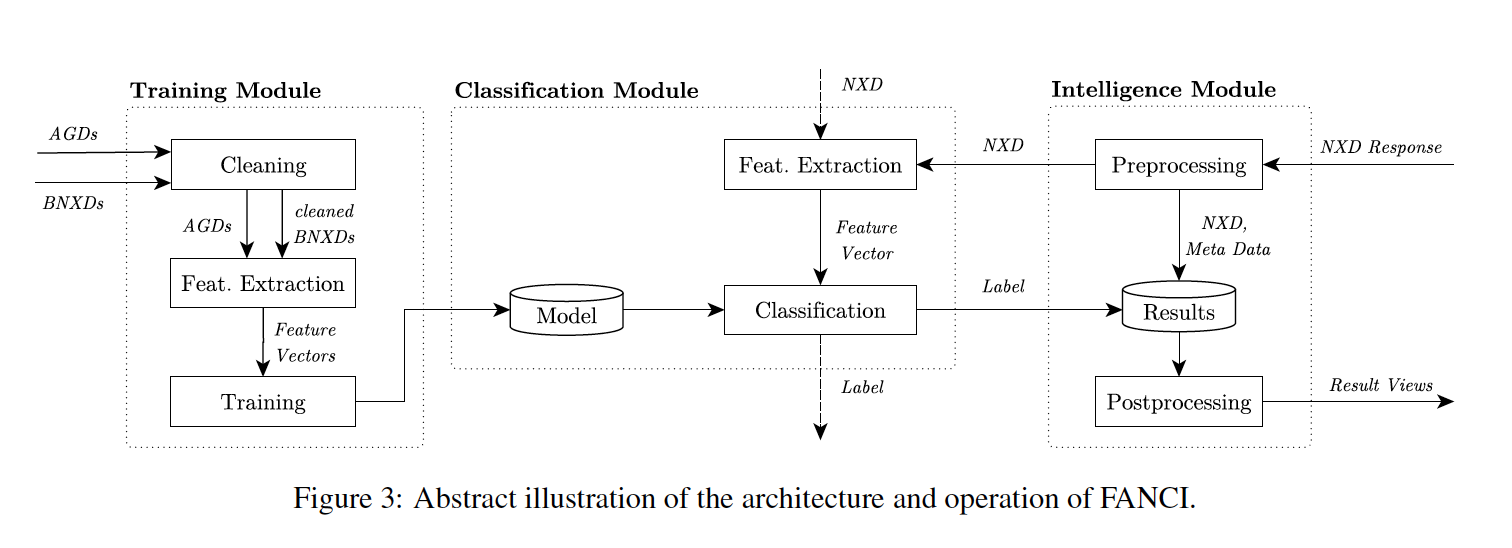 Training Module
AGDs
BNXDs
Cleaning
AGDs
cleaned
BNXDs
Feat. Extraction
Feature
Vectors
Training
Classification Module
NXD
Feat. Extraction
Feature
Vector
Model
Classification
Label
NXD
Label
Intelligence Module
Preprocessing
NXD Response
NXD,
Meta Data
Results
Postprocessing
Result Views
Figure 3: Abstract illustration of the architecture and operation of FANCI.